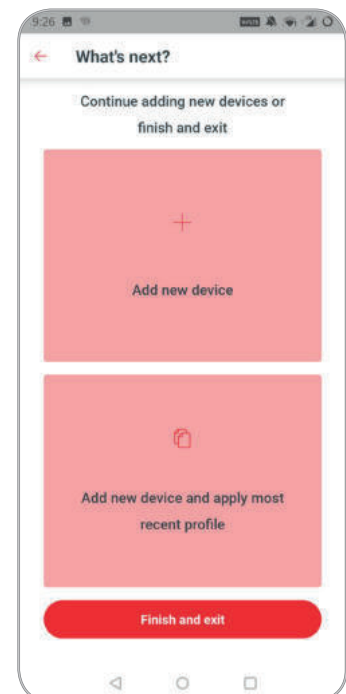 9:26
What's next?
Continue adding new devices or
finish and exit
Add new device
Add new device and apply most
recent profile
Finish and exit